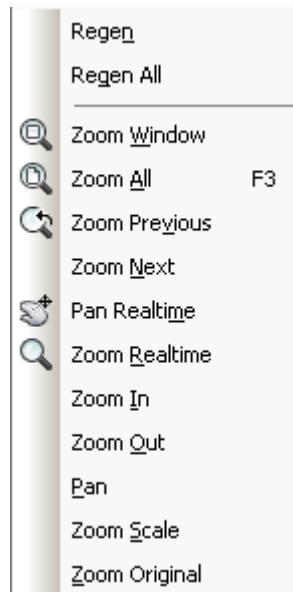 Regen
Regen All
Zoom Window
Zoom All F3
Zoom Previous
Zoom Next
Pan Realtime
Zoom Realtime
Zoom In
Zoom Out
Pan
Zoom Scale
Zoom Original